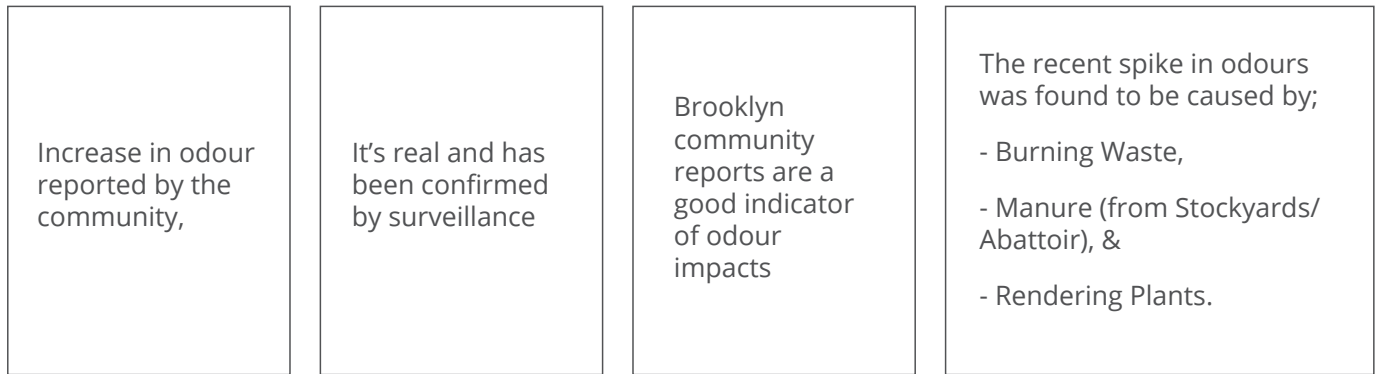 Increase in odour
reported by the
community,
It’s real and has
been confirmed
by surveillance
Brooklyn
community
reports are a
good indicator
of odour
impacts
The recent spike in odours
was found to be caused by;
- Burning Waste,
- Manure (from Stockyards/
Abattoir), &
- Rendering Plants.